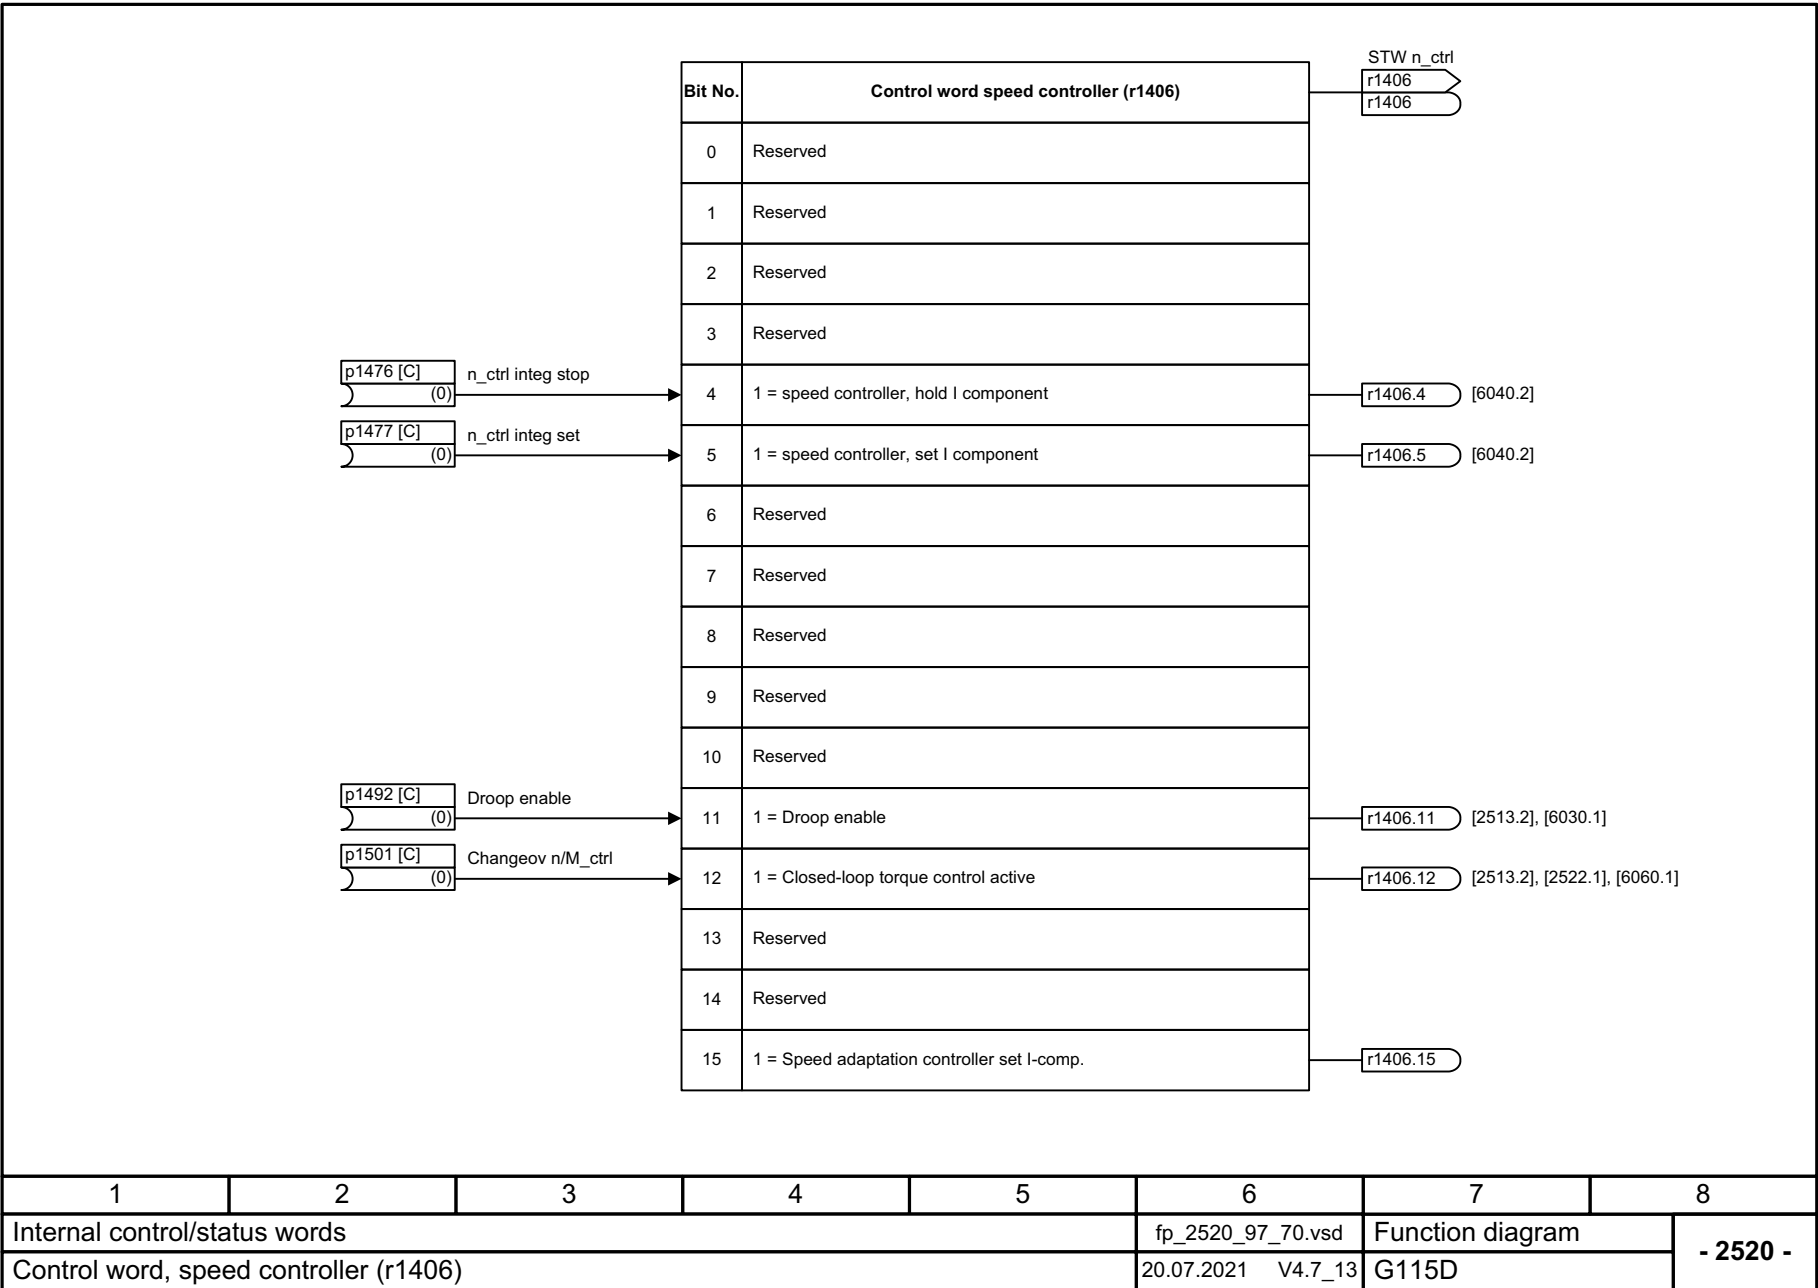 STW n_ctrl
Bit No. Control word speed controller (r1406) r1406
r1406
0 Reserved
1 Reserved
2 Reserved
3 Reserved
p1476 [C] n_ctrl integ stop
(0) 4 1 = speed controller, hold I component r1406.4 [6040.2]
p1477 [C] n_ctrl integ set
(0) 5 1 = speed controller, set I component r1406.5 [6040.2]
6 Reserved
7 Reserved
8 Reserved
9 Reserved
10 Reserved
p1492 [C] Droop enable
(0) 11 1 = Droop enable r1406.11 [2513.2], [6030.1]
p1501 [C] Changeov n/M_ctrl
(0) 12 1 = Closed-loop torque control active r1406.12 [2513.2], [2522.1], [6060.1]
13 Reserved
14 Reserved
15 1 = Speed adaptation controller set I-comp. r1406.15
1 2 3 4 5 6 7 8
Internal control/status words fp_2520_97_70.vsd Function diagram - 2520 -
Control word, speed controller (r1406) 20.07.2021 V4.7_13 G115D